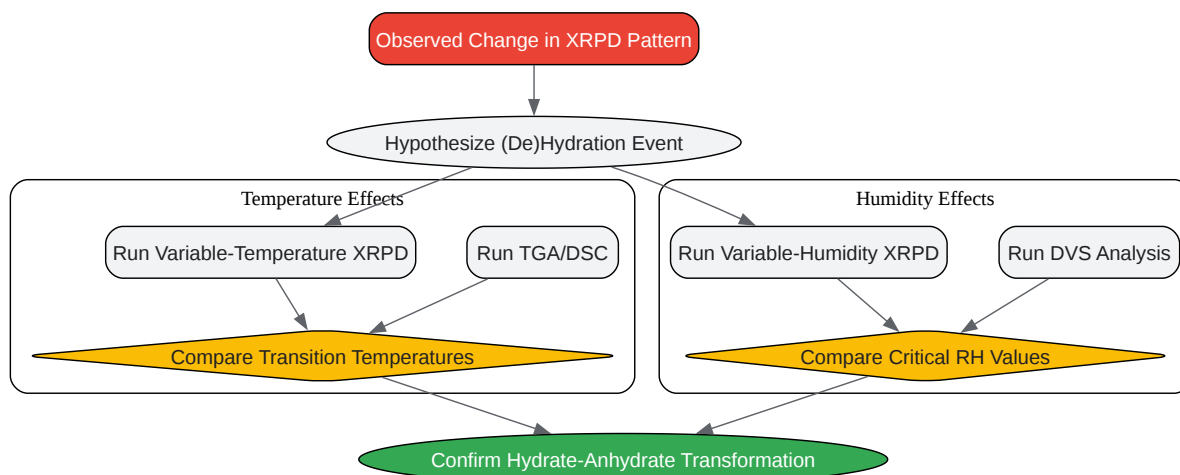 Observed Change in XRPD Pattern
Hypothesize (De)Hydration Event
Temperature Effects
Humidity Effects
Run Variable-Temperature XRPD
Run TGA/DSC
Run Variable-Humidity XRPD
Run DVS Analysis
Compare Transition Temperatures
Compare Critical RH Values
Confirm Hydrate-Anhydrate Transformation